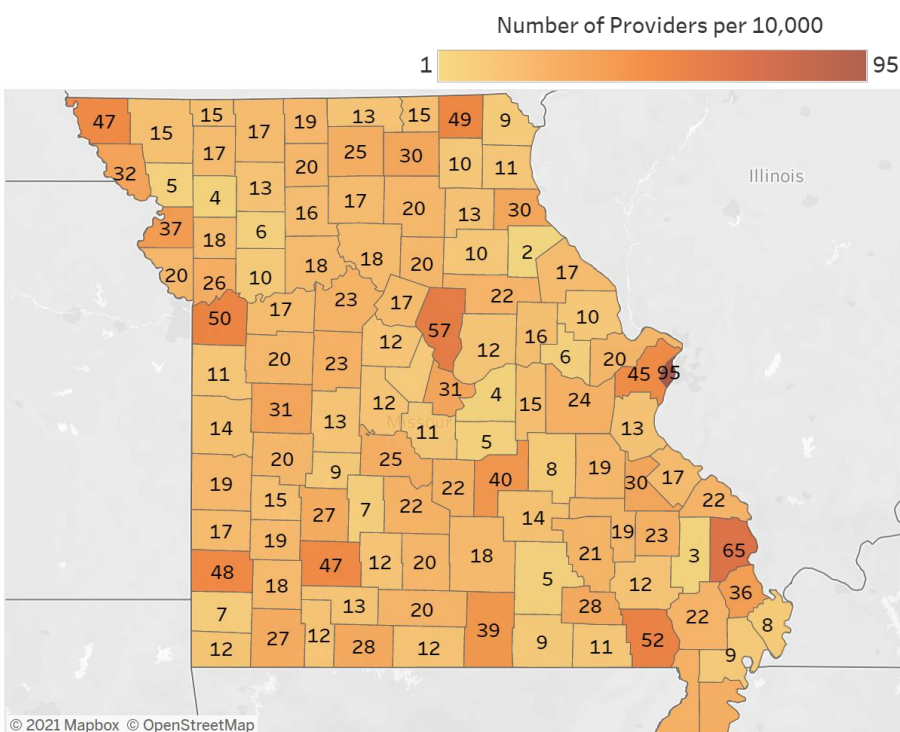 Number of Providers per 10,000
1 95
47 15 15 17 19 13 15 49 9
17 25 30 10 11
32 5 4 13 20
16 17 20 13 30
37 18 6
20 26 10 18 18 20 10 2 17
50 17 23 17 57 22 10
12 12 16 6
11 20 23 20 45 95
31 4 15 24
14 31 13 12 Missouri 11 5 13
19 20 9 25 22 40 8 19 30 17
15 27 7 22 14 22
17 19 18 21 19 23 3 65
48 18 47 12 20 5 12 36
7 13 20 28 22 8
12 27 12 28 12 39 9 11 52 9
Illinois
© 2021 Mapbox © OpenStreetMap